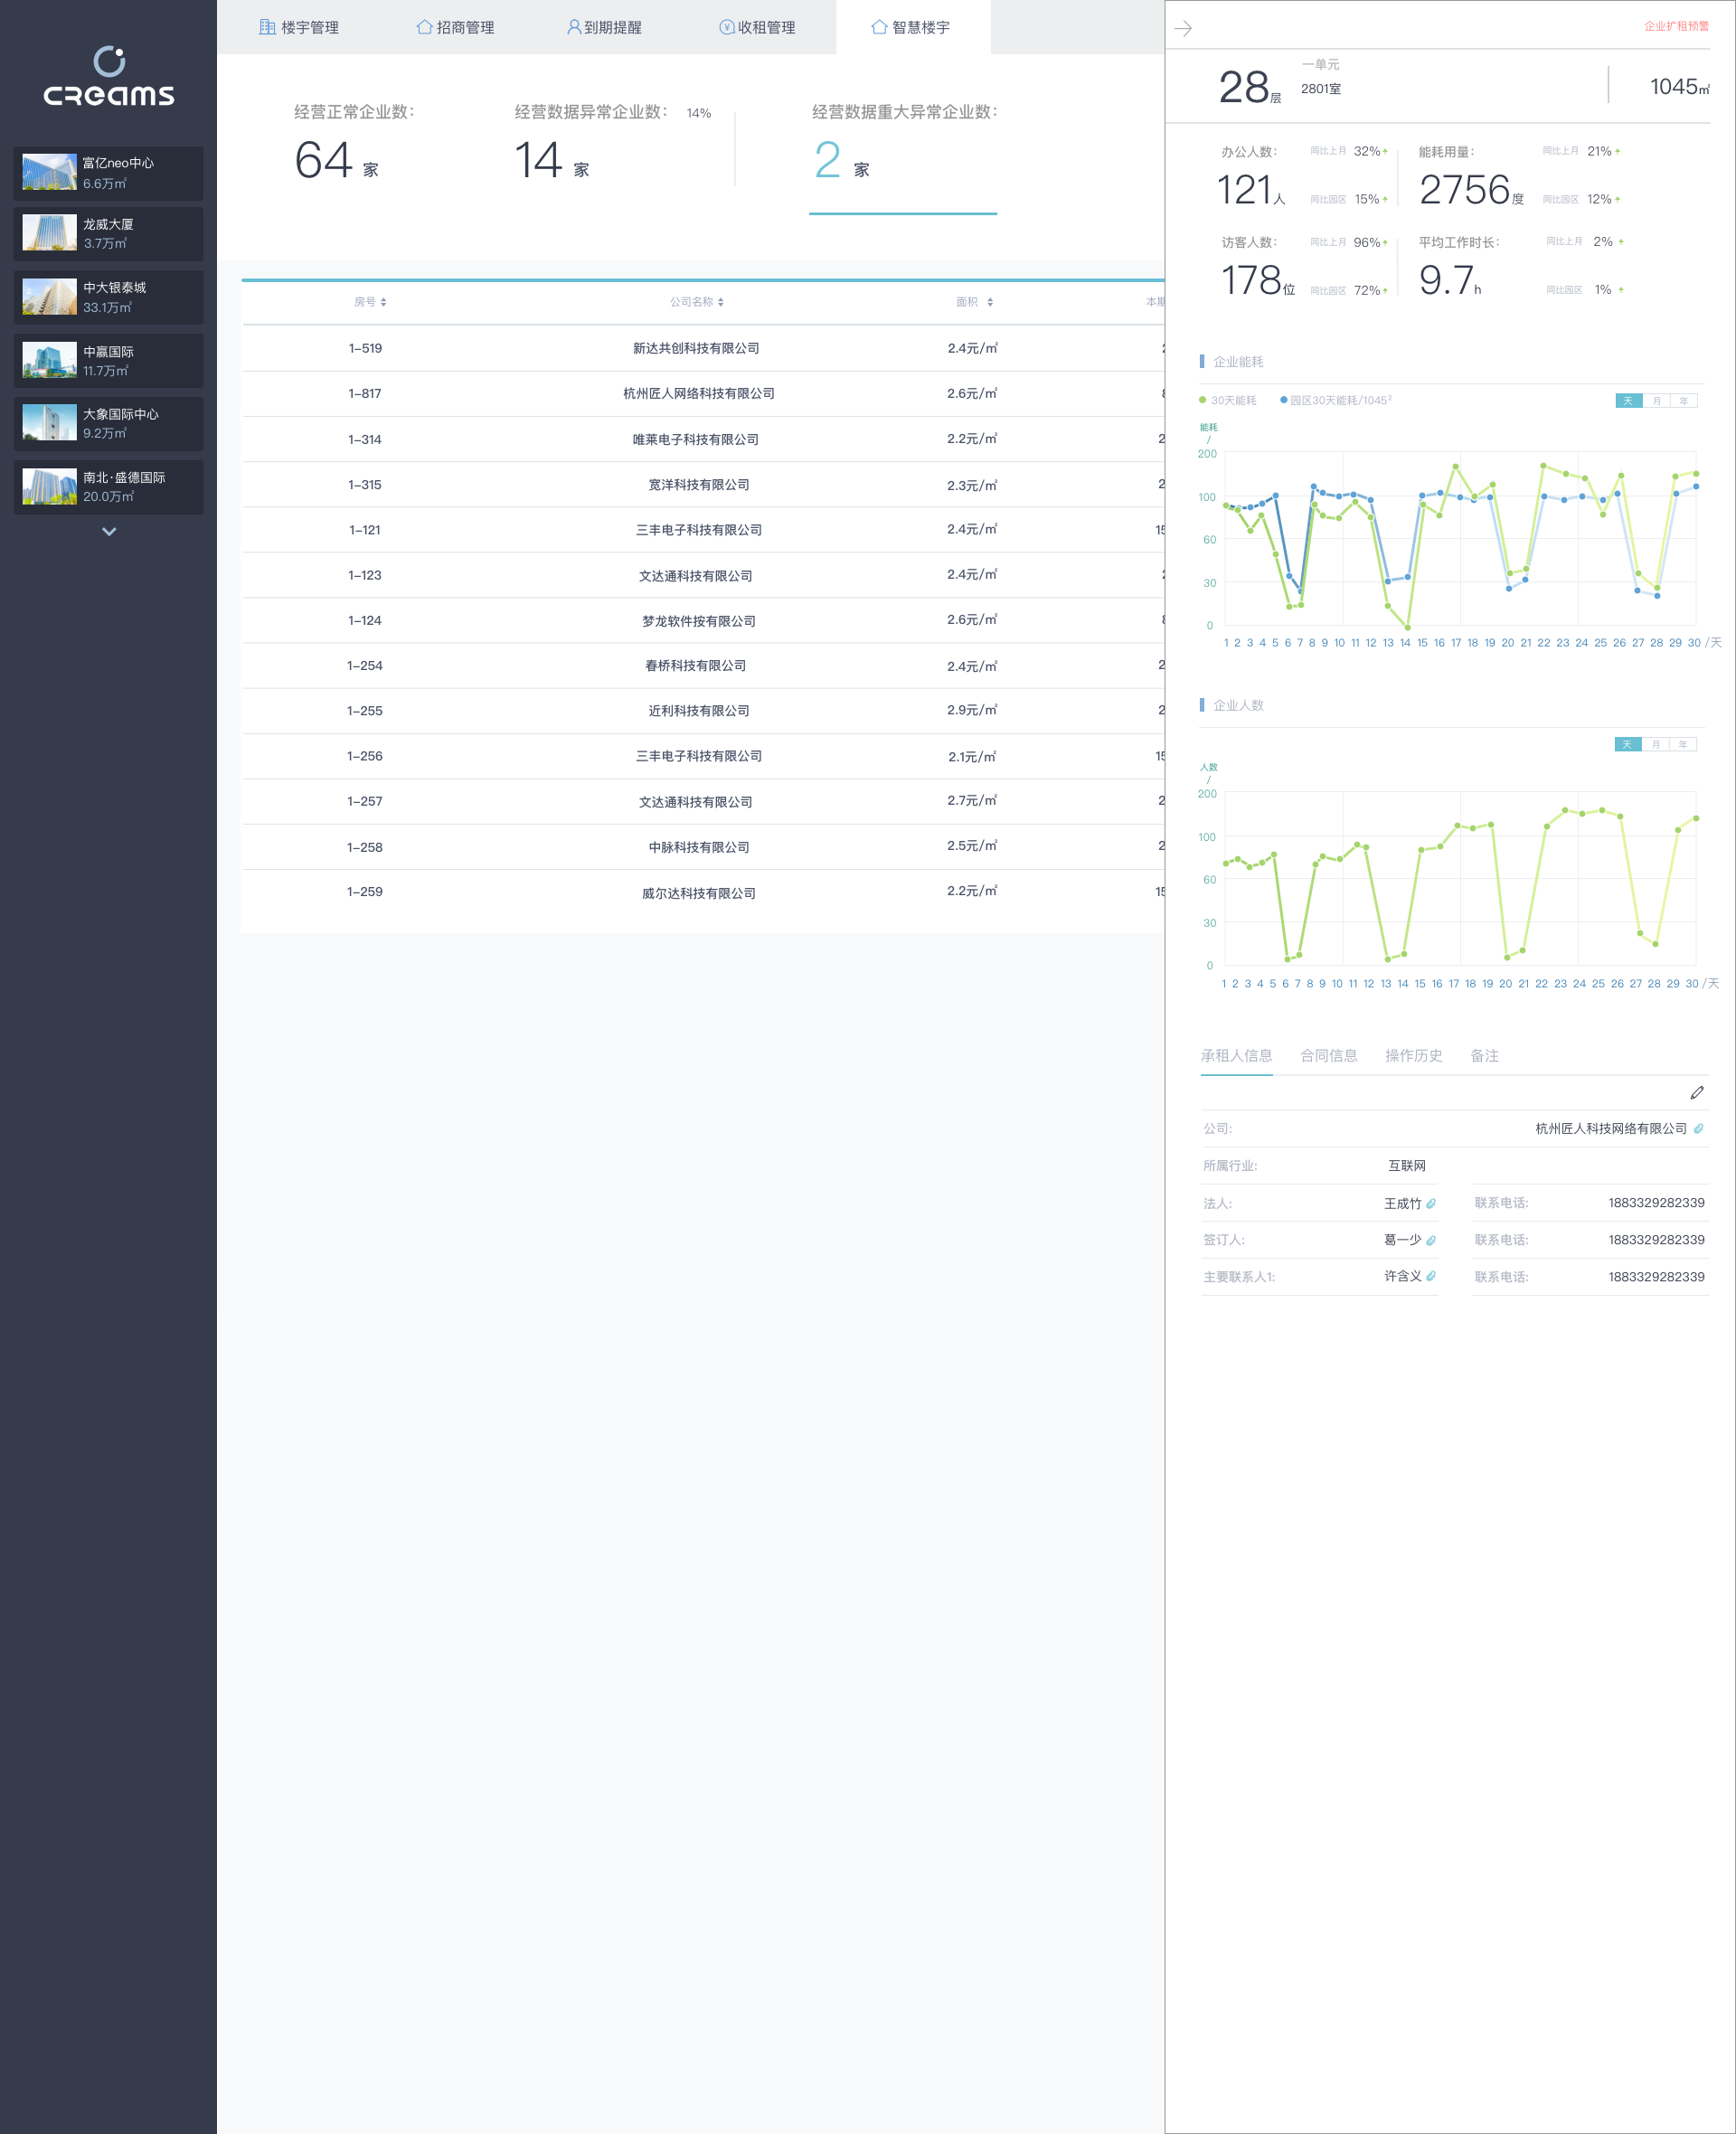 CREAMS
富亿neo中心
6.6万㎡
龙威大厦
3.7万㎡
中大银泰城
33.1万㎡
中赢国际
11.7万㎡
大象国际中心
9.2万㎡
南北·盛德国际
20.0万㎡
楼宇管理 招商管理 到期提醒 收租管理 智慧楼宇
经营正常企业数: 经营数据异常企业数: 14% 经营数据重大异常企业数:
64 家 14 家 2 家
房号 公司名称 面积 本期
1-519 新达共创科技有限公司 2.4元/㎡
1-817 杭州匠人网络科技有限公司 2.6元/㎡
1-314 唯莱电子科技有限公司 2.2元/㎡
1-315 宽洋科技有限公司 2.3元/㎡
1-121 三丰电子科技有限公司 2.4元/㎡ 15
1-123 文达通科技有限公司 2.4元/㎡
1-124 梦龙软件按有限公司 2.6元/㎡
1-254 春桥科技有限公司 2.4元/㎡
1-255 近利科技有限公司 2.9元/㎡
1-256 三丰电子科技有限公司 2.1元/㎡ 15
1-257 文达通科技有限公司 2.7元/㎡
1-258 中脉科技有限公司 2.5元/㎡
1-259 威尔达科技有限公司 2.2元/㎡ 15
企业扩租预警
28层 一单元 2801室 1045㎡
办公人数: 同比上月 32% 能耗用量: 同比上月 21%
121人 同比园区 15% 2756度 同比园区 12%
访客人数: 同比上月 96% 平均工作时长: 同比上月 2%
178位 同比园区 72% 9.7h 同比园区 1%
企业能耗
30天能耗 园区30天能耗/1045² 天 月 年
能耗
/
200
100
60
30
0
1 2 3 4 5 6 7 8 9 10 11 12 13 14 15 16 17 18 19 20 21 22 23 24 25 26 27 28 29 30 /天
企业人数
天 月 年
人数
/
200
100
60
30
0
1 2 3 4 5 6 7 8 9 10 11 12 13 14 15 16 17 18 19 20 21 22 23 24 25 26 27 28 29 30 /天
承租人信息 合同信息 操作历史 备注
公司: 杭州匠人科技网络有限公司
所属行业: 互联网
法人: 王成竹 联系电话: 1883329282339
签订人: 葛一少 联系电话: 1883329282339
主要联系人1: 许含义 联系电话: 1883329282339